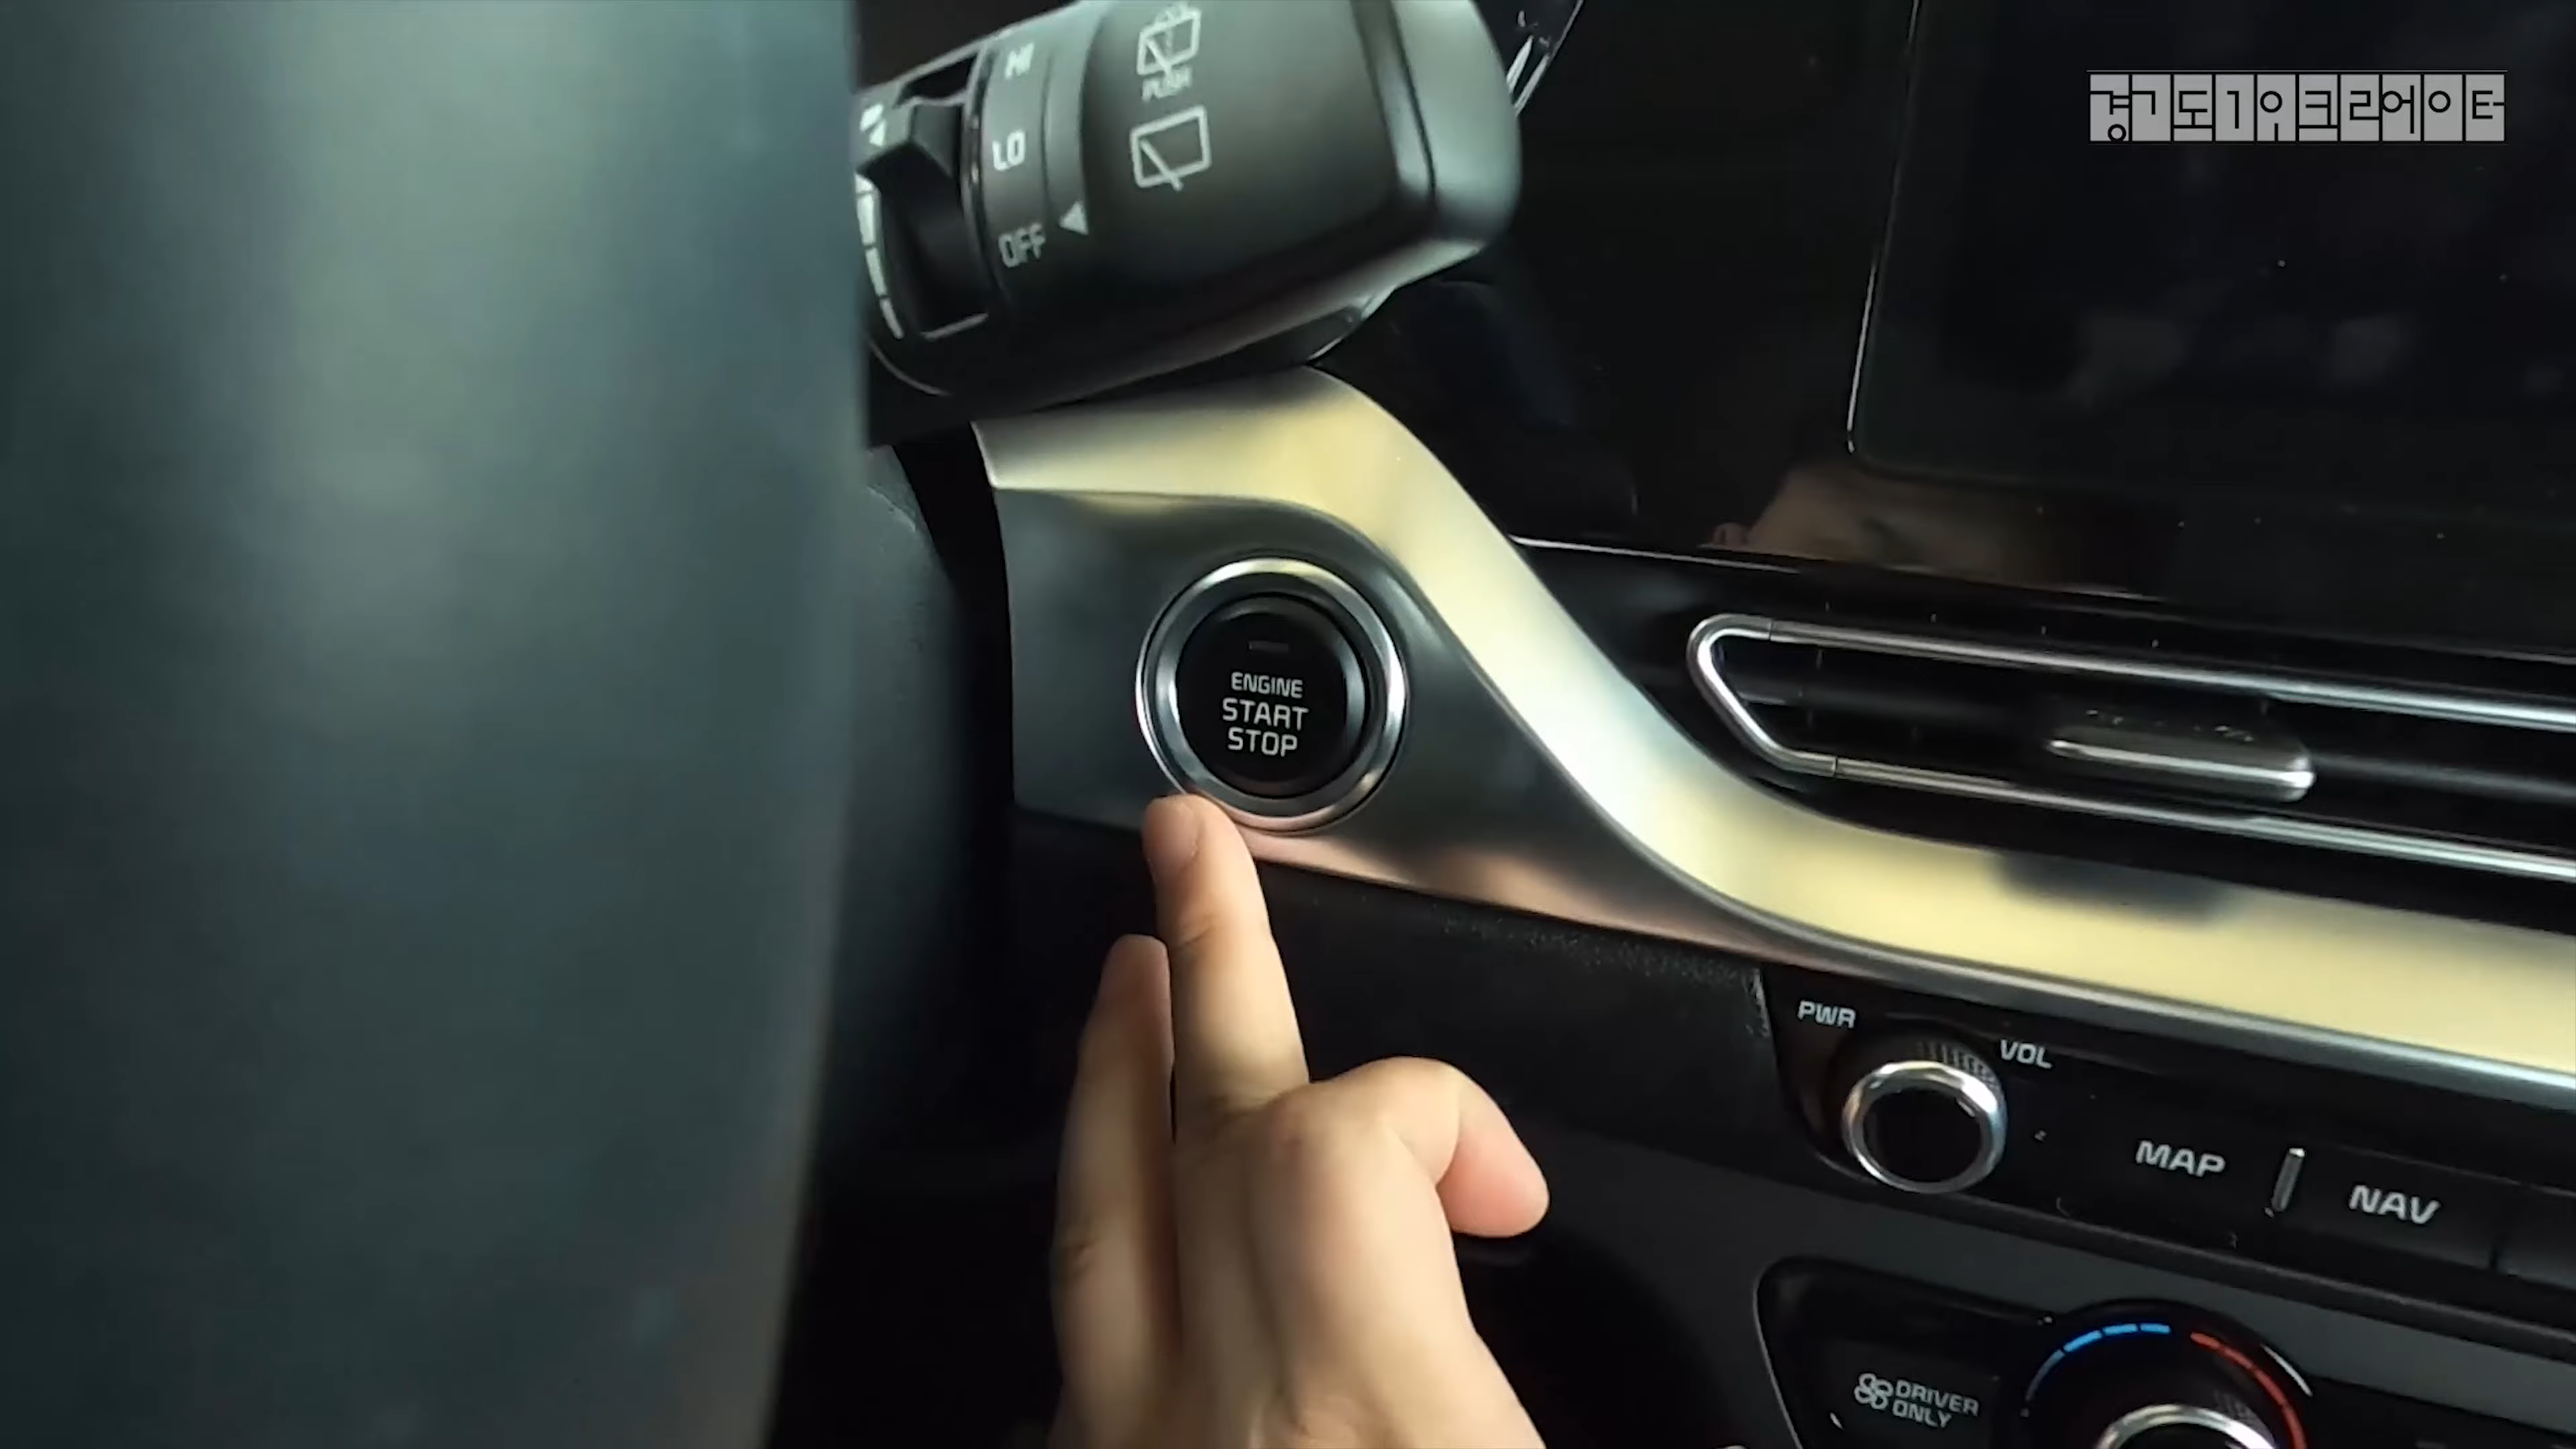 경기도1인크리에이터
HI
PUSH
LO
OFF
ENGINE
START
STOP
PWR
VOL
MAP
NAV
DRIVER
ONLY